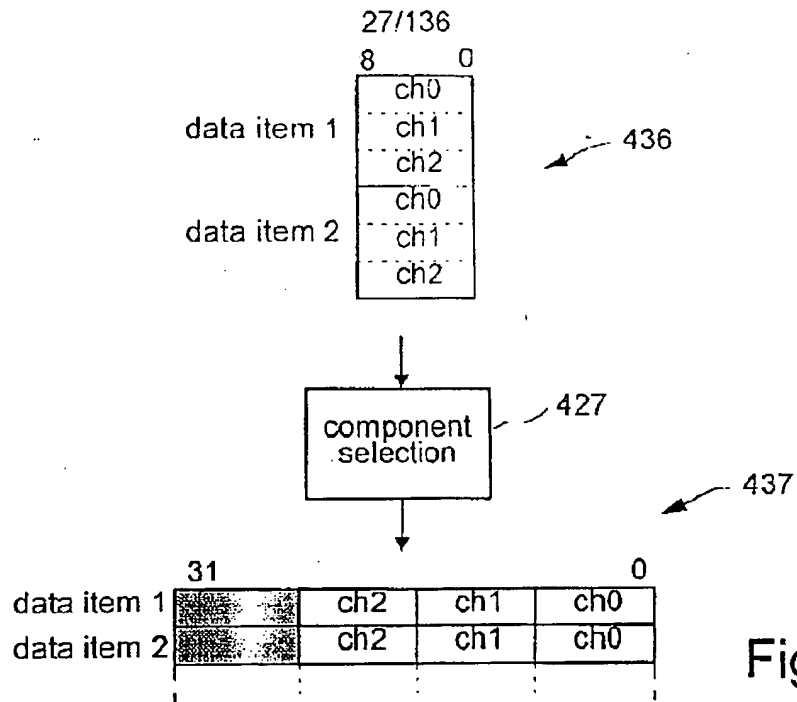 27/136
8 0
ch0
data item 1 ch1
ch2
436
ch0
data item 2 ch1
ch2
component
selection
427
437
31 0
data item 1 ch2 ch1 ch0
data item 2 ch2 ch1 ch0
Fig